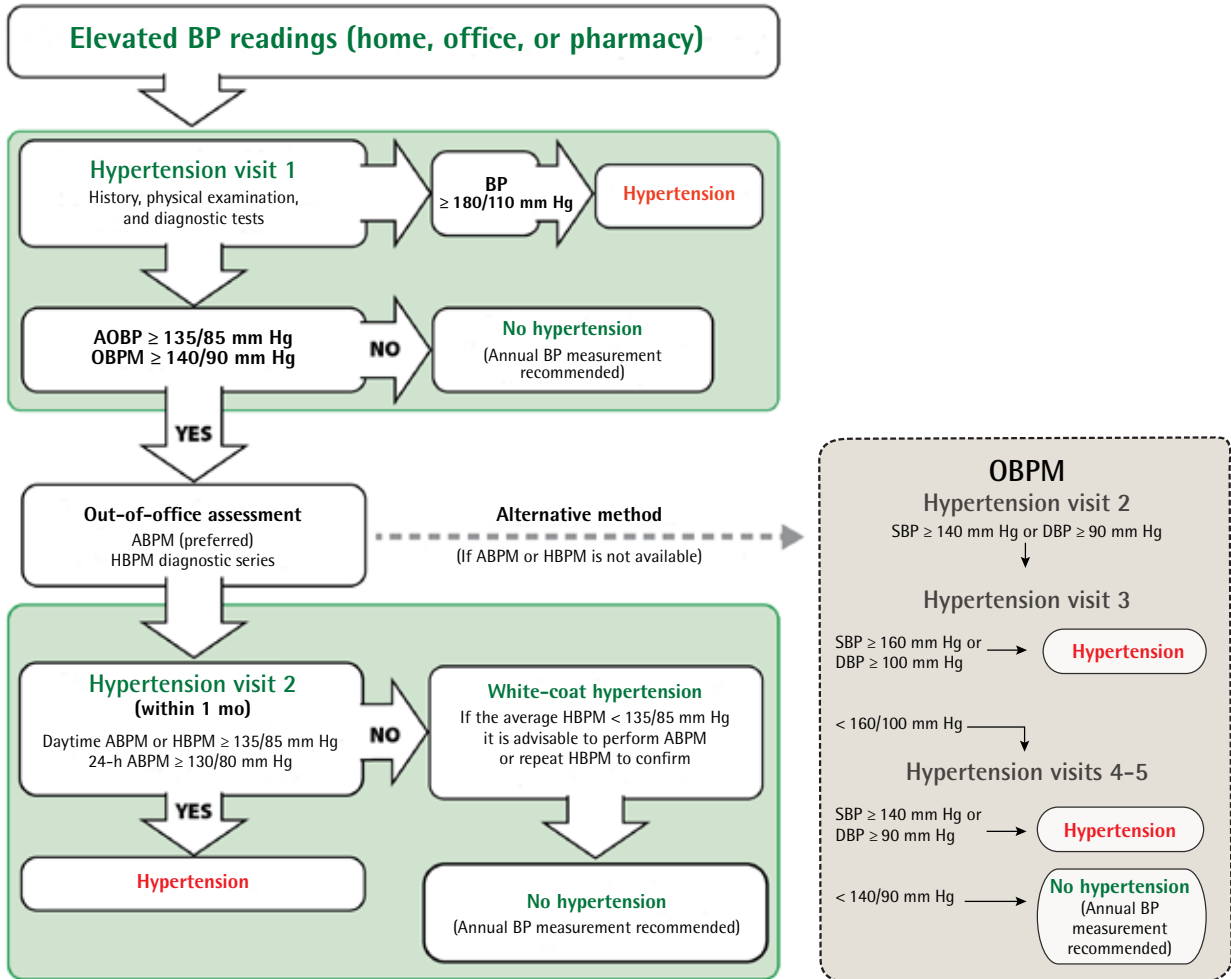 Elevated BP readings (home, office, or pharmacy)
Hypertension visit 1
History, physical examination,
and diagnostic tests
BP
≥ 180/110 mm Hg
Hypertension
AOBP ≥ 135/85 mm Hg
OBPM ≥ 140/90 mm Hg
NO
No hypertension
(Annual BP measurement
recommended)
YES
Out-of-office assessment
ABPM (preferred)
HBPM diagnostic series
Alternative method
(If ABPM or HBPM is not available)
Hypertension visit 2
(within 1 mo)
Daytime ABPM or HBPM ≥ 135/85 mm Hg
24-h ABPM ≥ 130/80 mm Hg
NO
White-coat hypertension
If the average HBPM < 135/85 mm Hg
it is advisable to perform ABPM
or repeat HBPM to confirm
YES
Hypertension
No hypertension
(Annual BP measurement recommended)
OBPM
Hypertension visit 2
SBP ≥ 140 mm Hg or DBP ≥ 90 mm Hg
Hypertension visit 3
SBP ≥ 160 mm Hg or
DBP ≥ 100 mm Hg
Hypertension
< 160/100 mm Hg
Hypertension visits 4-5
SBP ≥ 140 mm Hg or
DBP ≥ 90 mm Hg
Hypertension
< 140/90 mm Hg
No hypertension
(Annual BP
measurement
recommended)